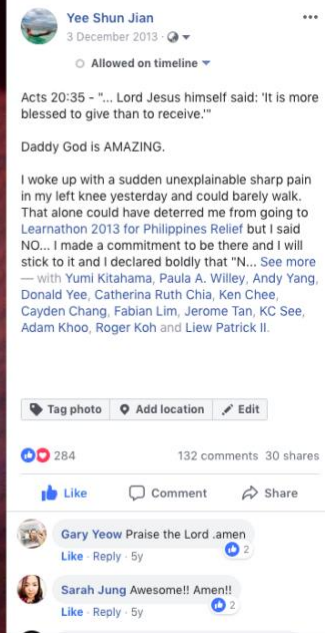 Yee Shun Jian
3 December 2013 ·
Allowed on timeline
Acts 20:35 - "... Lord Jesus himself said: 'It is more
blessed to give than to receive.'"
Daddy God is AMAZING.
I woke up with a sudden unexplainable sharp pain
in my left knee yesterday and could barely walk.
That alone could have deterred me from going to
Learnathon 2013 for Philippines Relief but I said
NO... I made a commitment to be there and I will
stick to it and I declared boldly that "N... See more
— with Yumi Kitahama, Paula A. Willey, Andy Yang,
Donald Yee, Catherina Ruth Chia, Ken Chee,
Cayden Chang, Fabian Lim, Jerome Tan, KC See,
Adam Khoo, Roger Koh and Liew Patrick II.
Tag photo Add location Edit
284 132 comments 30 shares
Like Comment Share
Gary Yeow Praise the Lord .amen
2
Like · Reply · 5y
Sarah Jung Awesome!! Amen!!
2
Like · Reply · 5y